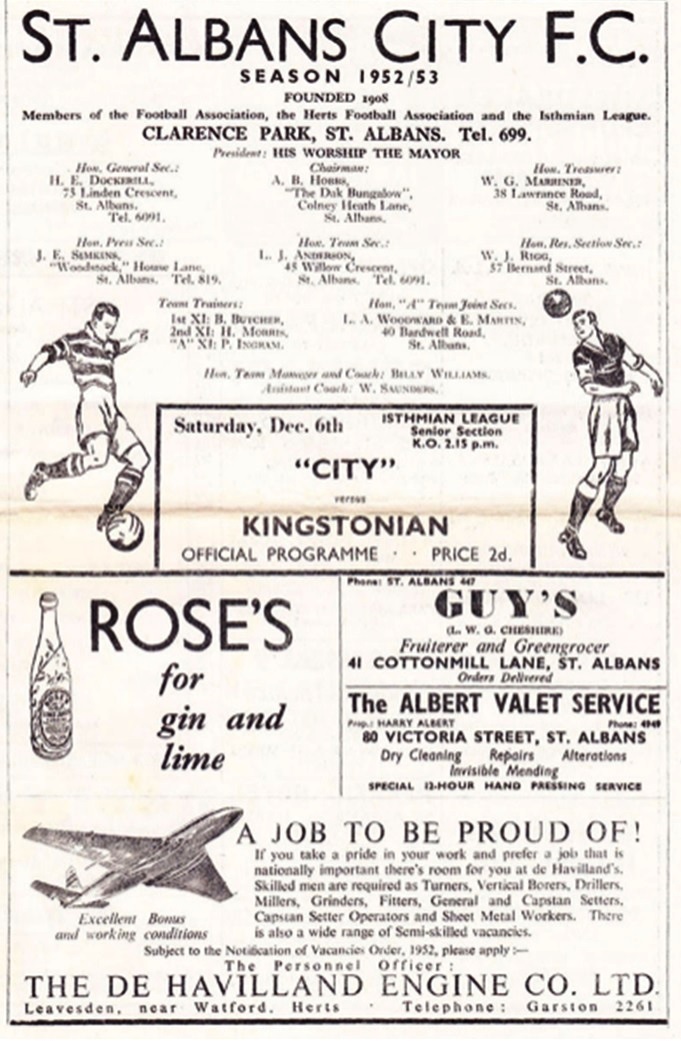 ST. ALBANS CITY F.C.
SEASON 1952/53
FOUNDED 1908
Members of the Football Association, the Herts Football Association and the Isthmian League.
CLARENCE PARK, ST. ALBANS. Tel. 699.
President: HIS WORSHIP THE MAYOR
Hon. General Sec.:
H. E. DOCKERILL,
75 Linden Crescent,
St. Albans.
Tel. 6091.
Chairman:
A. B. HOBBS,
"The Dak Bungalow",
Colney Heath Lane,
St. Albans.
Hon. Treasurer:
W. G. MARRINER,
38 Lawrance Road,
St. Albans.
Hon. Press Sec.:
J. E. SIMKINS,
"Woodstock," House Lane,
St. Albans. Tel. 819.
Hon. Team Sec.:
L. J. ANDERSON,
45 Willow Crescent,
St. Albans. Tel. 6091.
Hon. Res. Section Sec.:
W. J. RIGG,
57 Bernard Street,
St. Albans.
Team Trainers:
1st XI: B. BUTCHER,
2nd XI: H. MORRIS,
"A" XI: P. INGRAM.
Hon. "A" Team Joint Secs.
L. A. WOODWARD & E. MARTIN,
40 Bardwell Road,
St. Albans.
Hon. Team Manager and Coach: BILLY WILLIAMS.
Assistant Coach: W. SAUNDERS.
Saturday, Dec. 6th
ISTHMIAN LEAGUE
Senior Section
K.O. 2.15 p.m.
"CITY"
versus
KINGSTONIAN
OFFICIAL PROGRAMME · · PRICE 2d.
ROSE'S
for
gin and
lime
Phone: ST. ALBANS 447
GUY'S
(L. W. G. CHESHIRE)
Fruiterer and Greengrocer
41 COTTONMILL LANE, ST. ALBANS
Orders Delivered
The ALBERT VALET SERVICE
Prop.: HARRY ALBERT Phone: 4949
80 VICTORIA STREET, ST. ALBANS
Dry Cleaning Repairs Alterations
Invisible Mending
SPECIAL 12-HOUR HAND PRESSING SERVICE
A JOB TO BE PROUD OF!
If you take a pride in your work and prefer a job that is
nationally important there's room for you at de Havilland's.
Skilled men are required as Turners, Vertical Borers, Drillers,
Millers, Grinders, Fitters, General and Capstan Setters,
Capstan Setter Operators and Sheet Metal Workers. There
is also a wide range of Semi-skilled vacancies.
Excellent Bonus
and working conditions
Subject to the Notification of Vacancies Order, 1952, please apply :—
The Personnel Officer :
THE DE HAVILLAND ENGINE CO. LTD.
Leavesden, near Watford, Herts · Telephone: Garston 2261